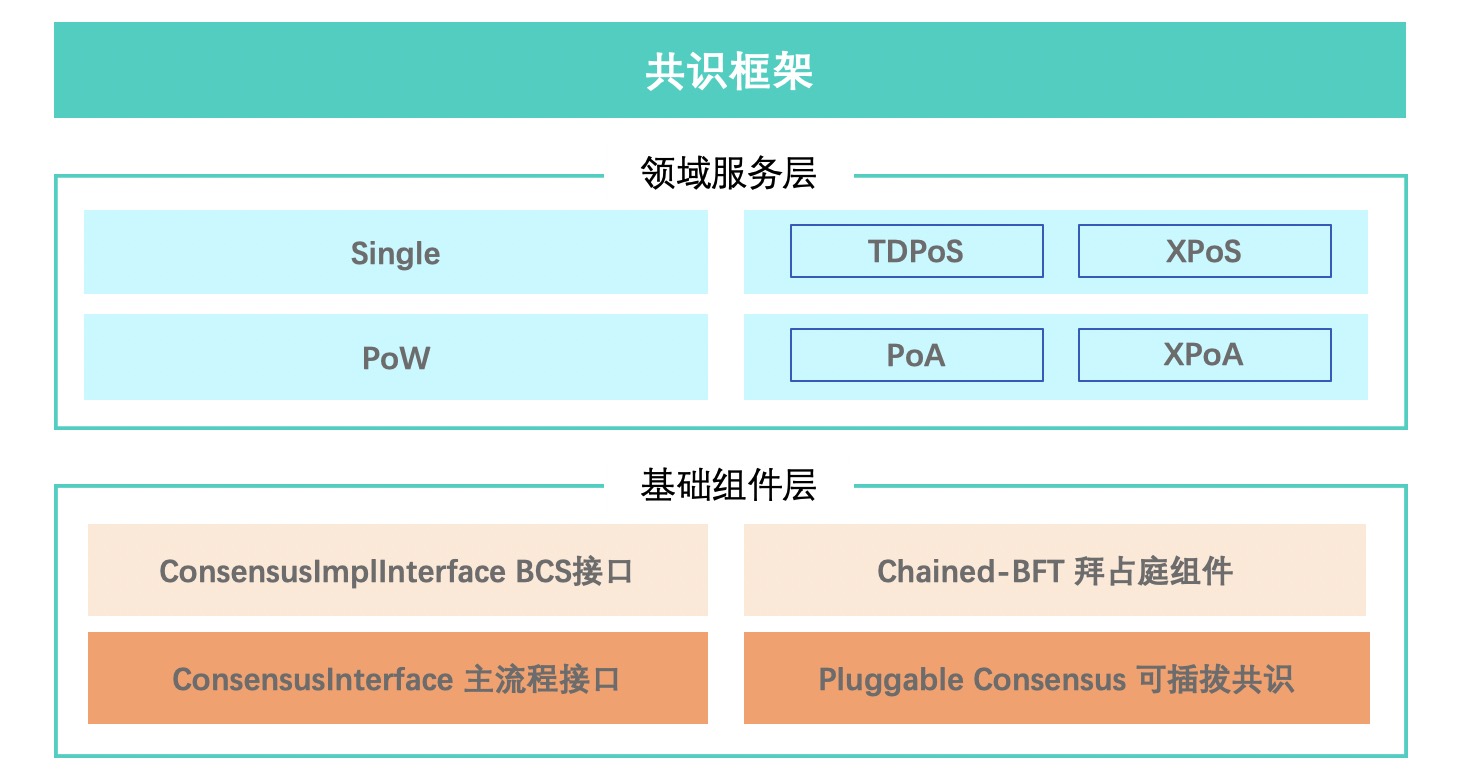 共识框架
领域服务层
Single
TDPoS
XPoS
PoW
PoA
XPoA
基础组件层
ConsensusImplInterface BCS接口
Chained-BFT 拜占庭组件
ConsensusInterface 主流程接口
Pluggable Consensus 可插拔共识